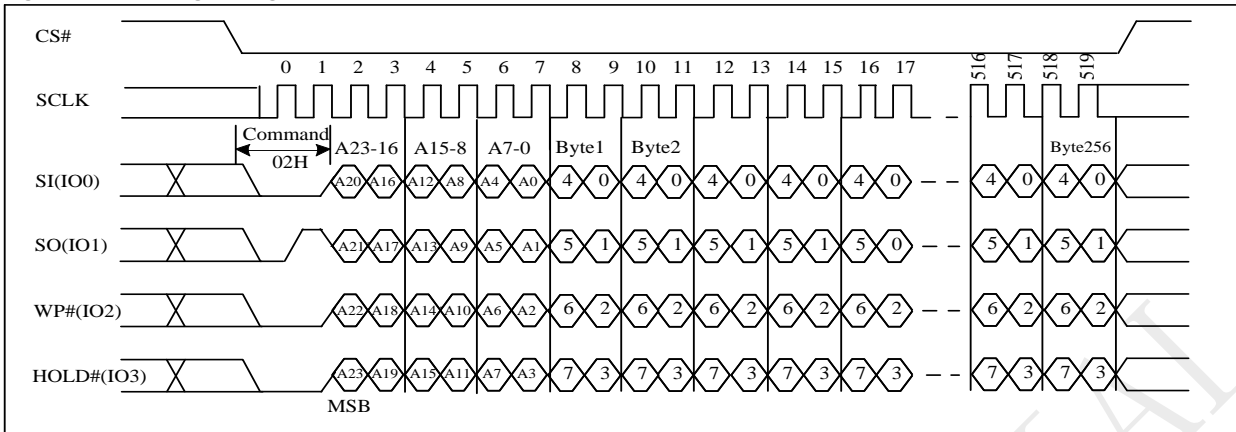 CS#
0 1 2 3 4 5 6 7 8 9 10 11 12 13 14 15 16 17 516 517 518 519
SCLK
Command
02H
A23-16 A15-8 A7-0 Byte1 Byte2 Byte256
SI(IO0) A20 A16 A12 A8 A4 A0 4 0 4 0 4 0 4 0 4 0 4 0 4 0
SO(IO1) A21 A17 A13 A9 A5 A1 5 1 5 1 5 1 5 1 5 0 5 1 5 1
WP#(IO2) A22 A18 A14 A10 A6 A2 6 2 6 2 6 2 6 2 6 2 6 2 6 2
HOLD#(IO3) A23 A19 A15 A11 A7 A3 7 3 7 3 7 3 7 3 7 3 7 3 7 3
MSB